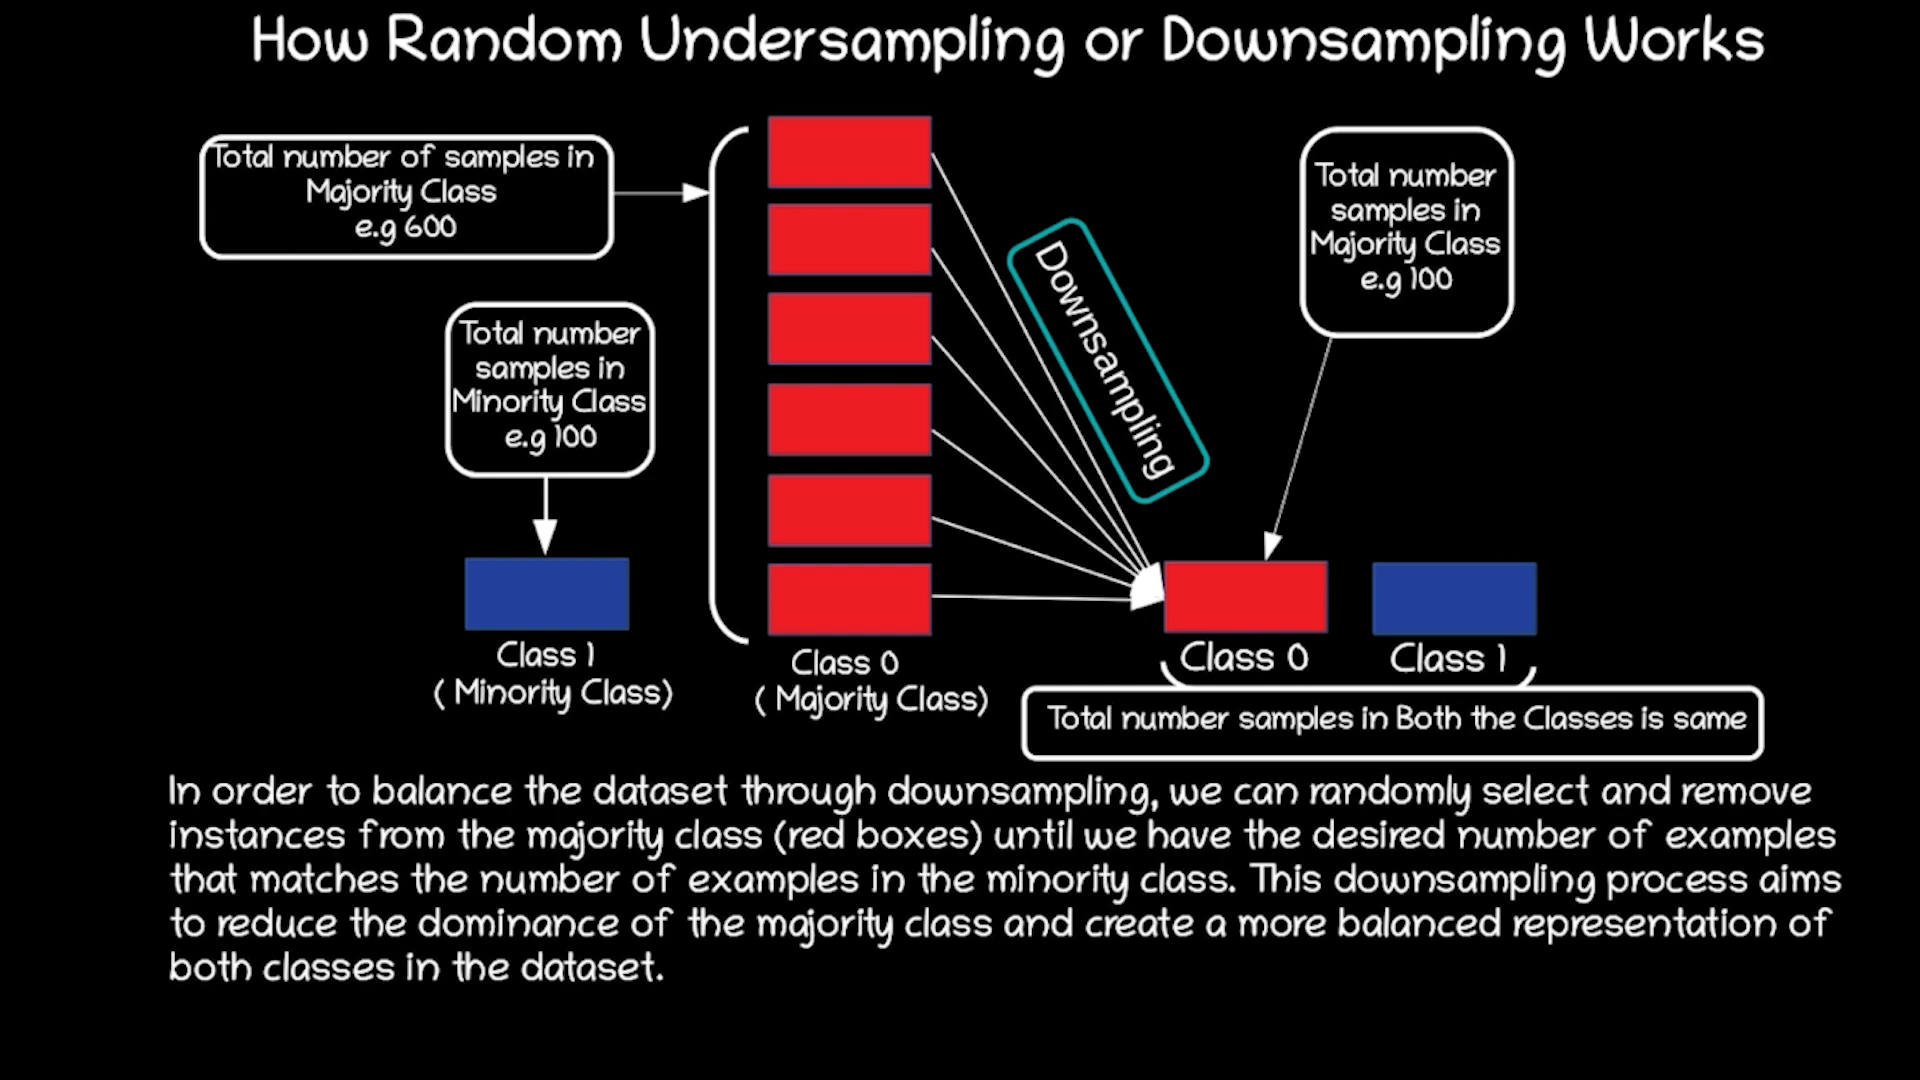 How Random Undersampling or Downsampling Works
Total number of samples in
Majority Class
e.g 600
Total number
samples in
Minority Class
e.g 100
Class 1
( Minority Class)
Class 0
( Majority Class)
Downsampling
Total number
samples in
Majority Class
e.g 100
Class 0
Class 1
Total number samples in Both the Classes is same
In order to balance the dataset through downsampling, we can randomly select and remove
instances from the majority class (red boxes) until we have the desired number of examples
that matches the number of examples in the minority class. This downsampling process aims
to reduce the dominance of the majority class and create a more balanced representation of
both classes in the dataset.